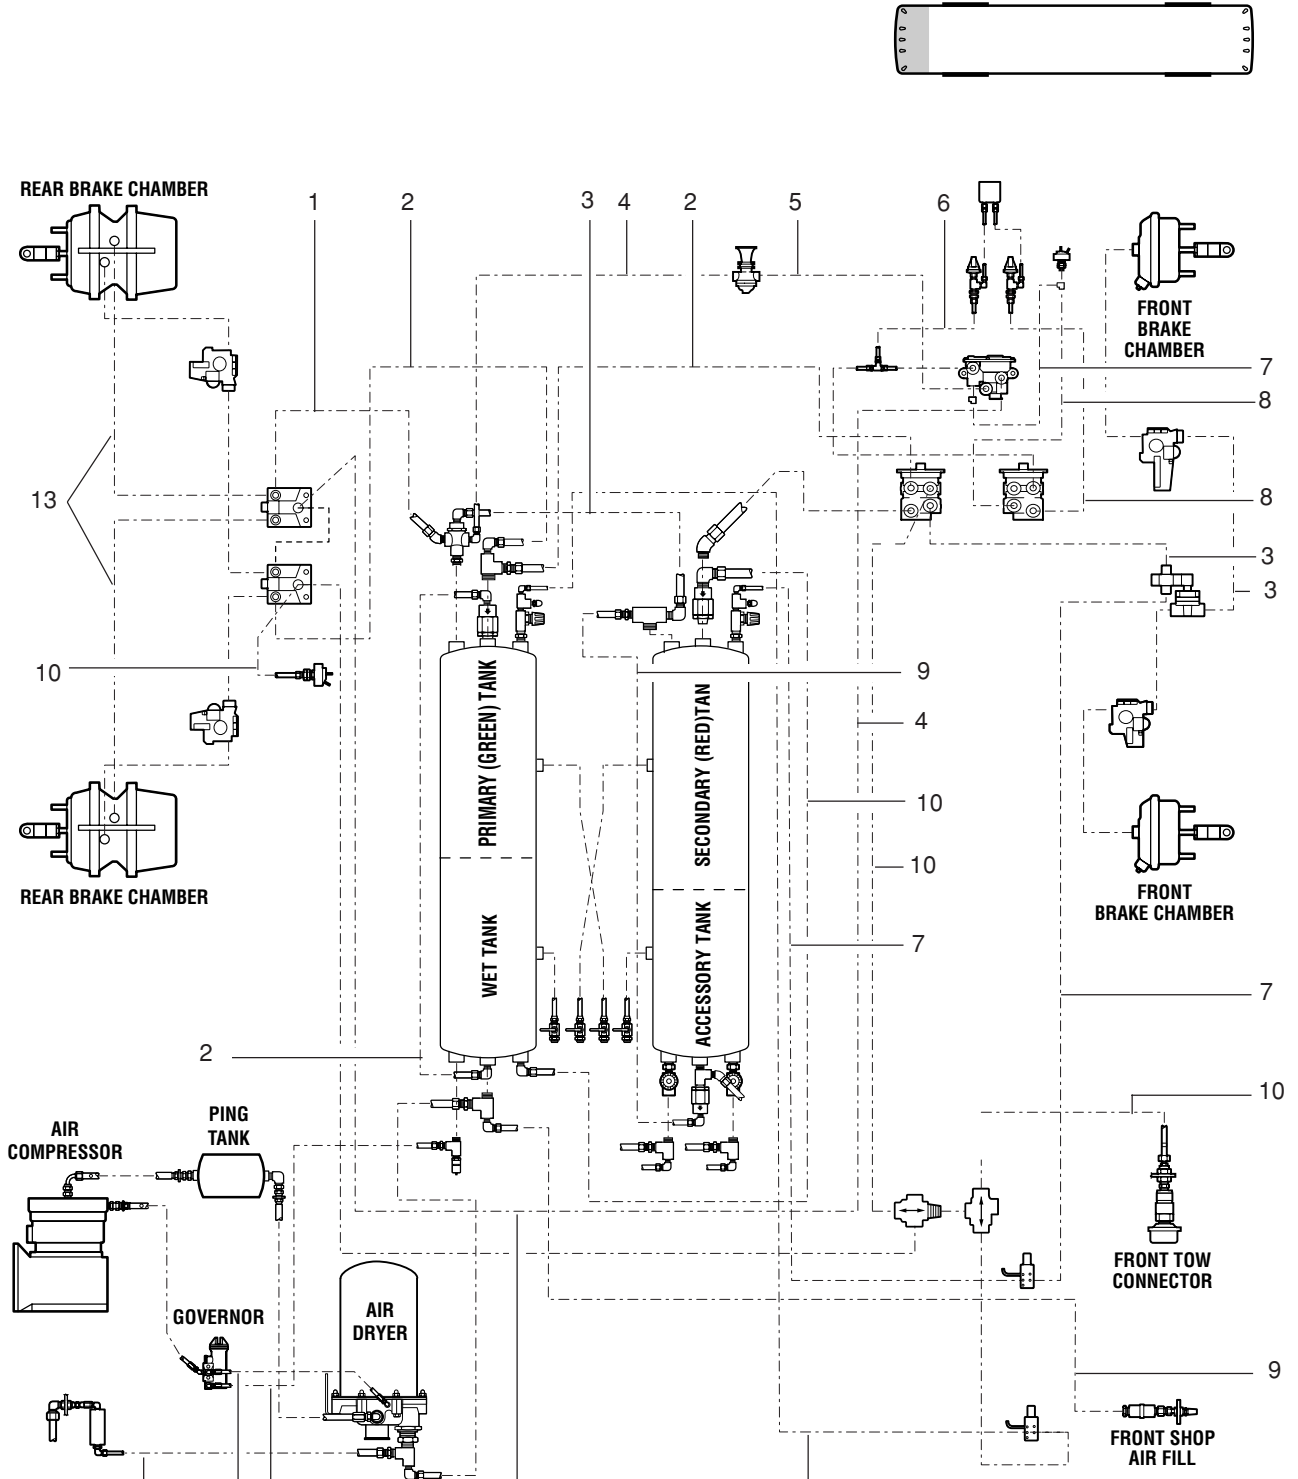 REAR BRAKE CHAMBER
1
2
3
4
2
5
6
FRONT
BRAKE
CHAMBER
7
8
13
8
3
3
10
9
4
10
10
7
7
PRIMARY (GREEN) TANK
WET TANK
SECONDARY (RED)TAN
ACCESSORY TANK
REAR BRAKE CHAMBER
FRONT
BRAKE CHAMBER
2
10
AIR
COMPRESSOR
PING
TANK
FRONT TOW
CONNECTOR
GOVERNOR
AIR
DRYER
9
FRONT SHOP
AIR FILL